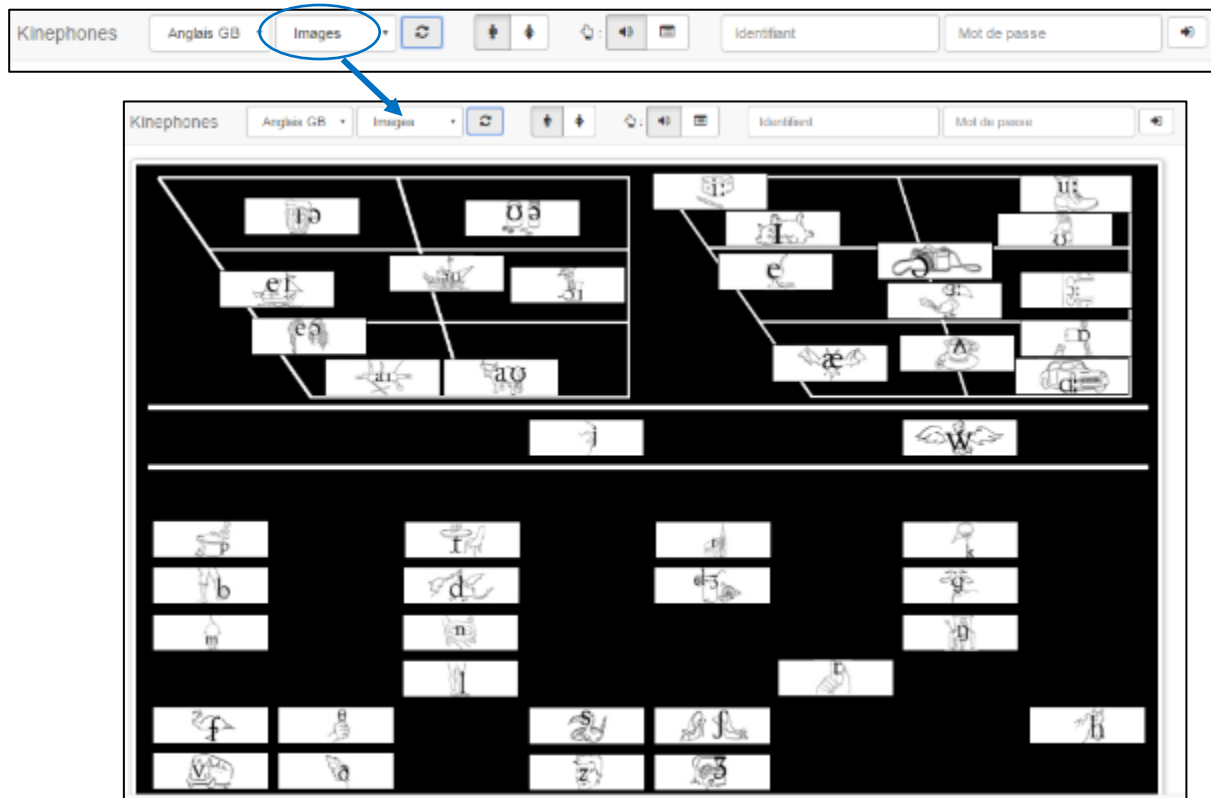 Kinephones Anglais GB Images Identifiant Mot de passe
Kinephones Anglais GB Images Identifiant Mot de passe
ɪə ʊə
iː uː
ɪ ʊ
eɪ əʊ ɔɪ
e ɜː ɔː
eə
æ ʌ ɒ
aɪ aʊ ɑː
j w
p t k
b d dʒ g
m n ŋ
l
f θ s ʃ h
v ð z ʒ